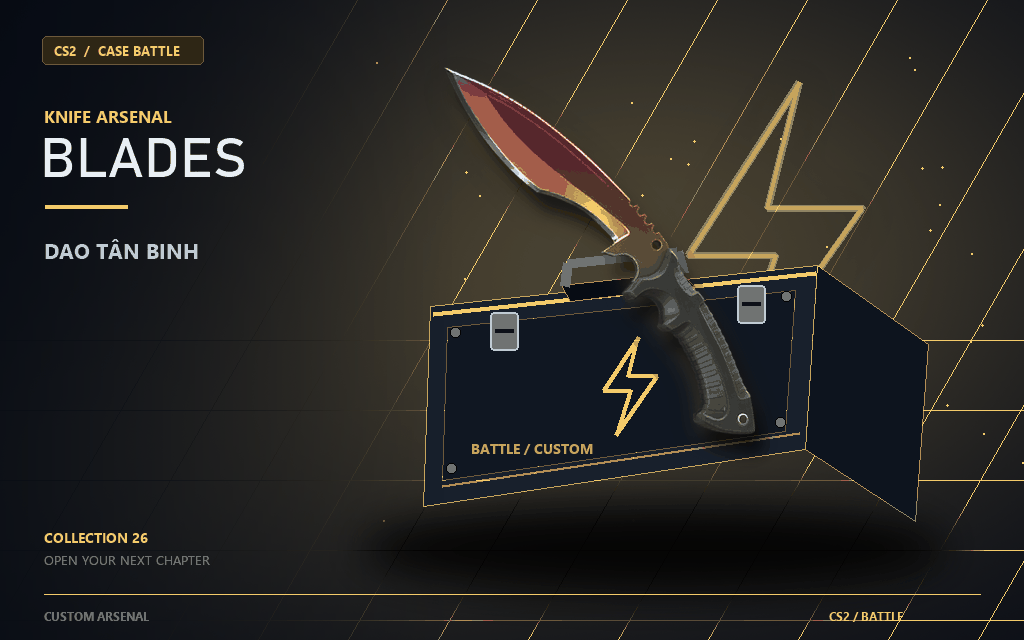 CS2 / CASE BATTLE
KNIFE ARSENAL
BLADES
DAO TÂN BINH
BATTLE / CUSTOM
COLLECTION 26
OPEN YOUR NEXT CHAPTER
CUSTOM ARSENAL
CS2 / BATTLE